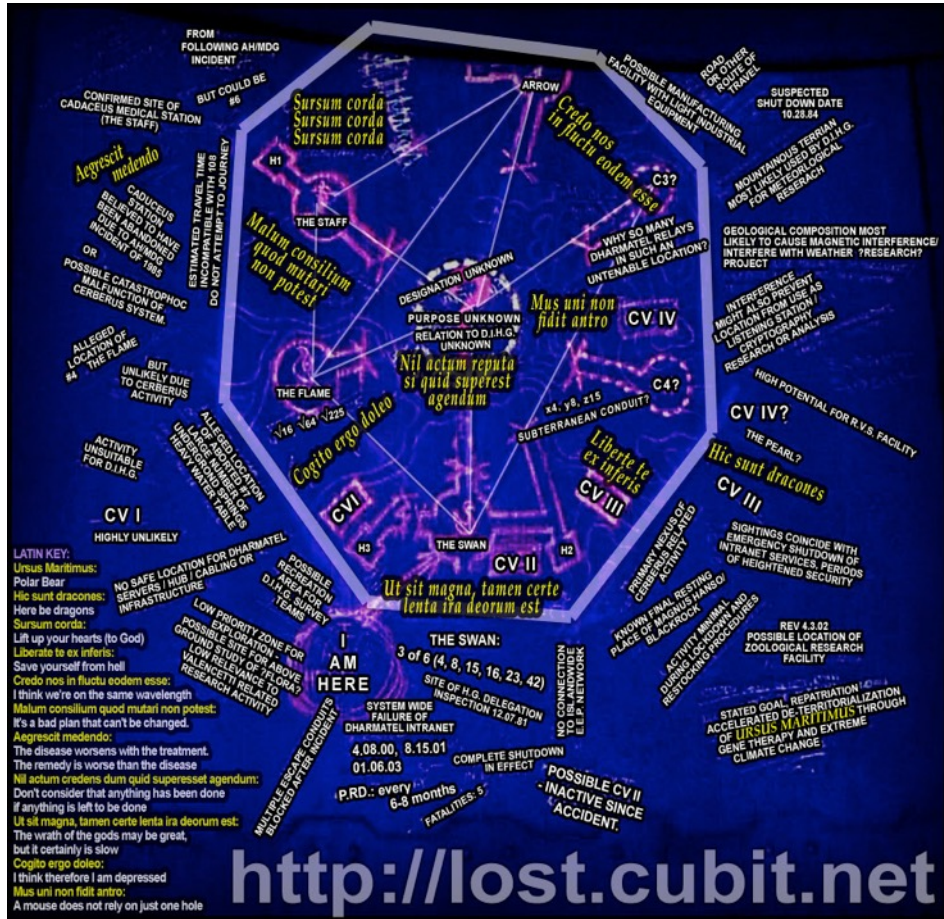 FROM
FOLLOWING AH/MDG
INCIDENT
BUT COULD BE
#6
CONFIRMED SITE OF
CADACEUS MEDICAL STATION
(THE STAFF)
Aegrescit
medendo
CADUCEUS
STATION
BELIEVED TO HAVE
BEEN ABANDONED
DUE TO AH/MDG
INCIDENT OF 1985
OR
POSSIBLE CATASTROPHOC
MALFUNCTION OF
CERBERUS SYSTEM.
ESTIMATED TRAVEL TIME
INCOMPATIBLE WITH 108
DO NOT ATTEMPT TO JOURNEY
ALLEGED
LOCATION OF
#4 THE FLAME
BUT
UNLIKELY DUE
TO CERBERUS
ACTIVITY
ACTIVITY
UNSUITABLE
FOR D.I.H.G.
ALLEGED LOCATION
OF ABORTED #7
LARGE NUMBER OF
UNDERGROUND SPRINGS
HEAVY WATER TABLE
CV I
HIGHLY UNLIKELY
Sursum corda
Sursum corda
Sursum corda
ARROW
Credo nos
in fluctu eodem esse
H1
THE STAFF
C3?
Malum consilium
quod mutari
non potest
WHY SO MANY
DHARMATEL RELAYS
IN SUCH AN
UNTENABLE LOCATION?
DESIGNATION UNKNOWN
PURPOSE UNKNOWN
RELATION TO D.I.H.G.
UNKNOWN
Mus uni non
fidit antro
CV IV
Nil actum reputa
si quid superest
agendum
THE FLAME
√16 √64 √225
C4?
x4, y8, z15
SUBTERRANEAN CONDUIT?
Cogito ergo doleo
Liberte te
ex inferis
CVI
H3
THE SWAN
CV II
H2
CV III
Ut sit magna, tamen certe
lenta ira deorum est
POSSIBLE MANUFACTURING
FACILITY WITH LIGHT INDUSTRIAL
EQUIPMENT
ROAD
OR OTHER
ROUTE OF
TRAVEL
SUSPECTED
SHUT DOWN DATE
10.28.84
MOUNTAINOUS TERRIAN
MOST LIKELY USED BY D.I.H.G.
FOR METEOROLOGICAL
RESERACH
GEOLOGICAL COMPOSITION MOST
LIKELY TO CAUSE MAGNETIC INTERFERENCE/
INTERFERE WITH WEATHER ?RESEARCH?
PROJECT
INTERFERENCE
MIGHT ALSO PREVENT
LOCATION FROM USE AS
LISTENING STATION /
CRYPTOGRAPHY
RESEARCH OR ANALYSIS
HIGH POTENTIAL FOR R.V.S. FACILITY
CV IV?
THE PEARL?
Hic sunt dracones
CV III
PRIMARY NEXUS OF
CERBERUS RELATED
ACTIVITY
SIGHTINGS COINCIDE WITH
EMERGENCY SHUTDOWN OF
INTRANET SERVICES, PERIODS
OF HEIGHTENED SECURITY
KNOWN FINAL RESTING
PLACE OF MAGNUS HANSO/
BLACKROCK
ACTIVITY MINIMAL
DURING LOCKDOWN AND
RESTOCKING PROCEDURES
REV 4.3.02
POSSIBLE LOCATION OF
ZOOLOGICAL RESEARCH
FACILITY
STATED GOAL, REPATRIATION
ACCELERATED DE-TERRITORIALIZATION
OF URSUS MARITIMUS THROUGH
GENE THERAPY AND EXTREME
CLIMATE CHANGE
NO SAFE LOCATION FOR DHARMATEL
SERVERS / HUB / CABLING OR
INFRASTRUCTURE
POSSIBLE
RECREATION
AREA FOR
D.I.H.G. SURVEY
TEAMS
LOW PRIORITY ZONE FOR
EXPLORATION -
POSSIBLE SITE FOR ABOVE
GROUND STUDY OF FLORA?
LOW RELEVANCE TO
VALENCETTI RELATED
RESEARCH ACTIVITY
I
AM
HERE
MULTIPLE ESCAPE CONDUITS
BLOCKED AFTER INCIDENT
THE SWAN:
3 of 6 (4, 8, 15, 16, 23, 42)
SITE OF H.G. DELEGATION
INSPECTION 12.07.81
SYSTEM WIDE
FAILURE OF
DHARMATEL INTRANET
4.08.00, 8.15.01
01.06.03
P.RD.: every
6-8 months
COMPLETE SHUTDOWN
IN EFFECT
FATALITIES: 5
NO CONNECTION
TO ISLANDWIDE
E.E.P. NETWORK
POSSIBLE CV II
- INACTIVE SINCE
ACCIDENT.
LATIN KEY:
Ursus Maritimus:
Polar Bear
Hic sunt dracones:
Here be dragons
Sursum corda:
Lift up your hearts (to God)
Liberate te ex inferis:
Save yourself from hell
Credo nos in fluctu eodem esse:
I think we're on the same wavelength
Malum consilium quod mutari non potest:
It's a bad plan that can't be changed.
Aegrescit medendo:
The disease worsens with the treatment.
The remedy is worse than the disease
Nil actum credens dum quid superesset agendum:
Don't consider that anything has been done
if anything is left to be done
Ut sit magna, tamen certe lenta ira deorum est:
The wrath of the gods may be great,
but it certainly is slow
Cogito ergo doleo:
I think therefore I am depressed
Mus uni non fidit antro:
A mouse does not rely on just one hole
http://lost.cubit.net